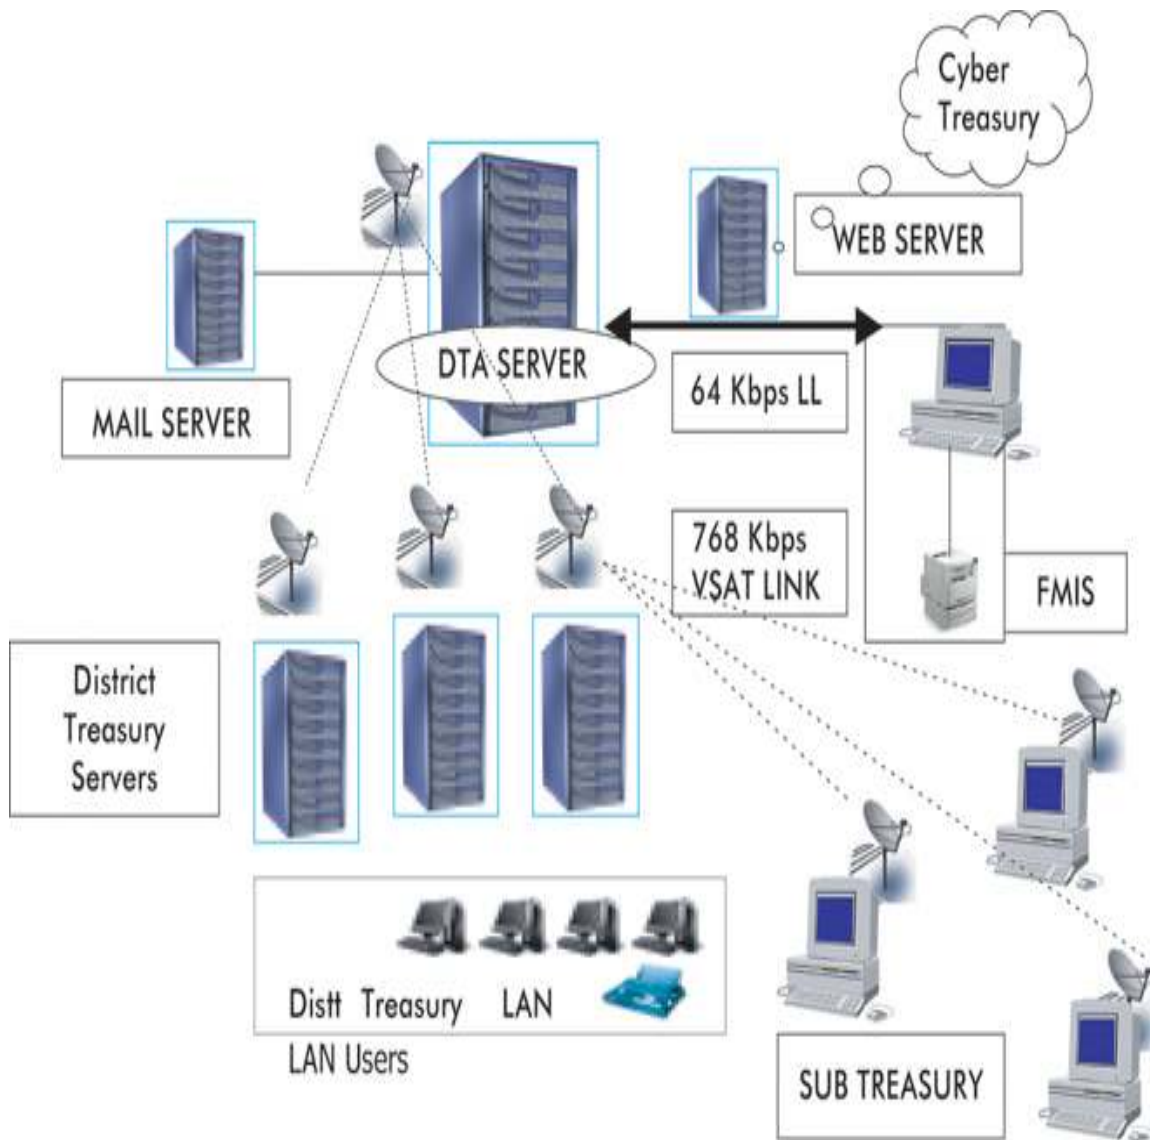 Cyber
Treasury
WEB SERVER
DTA SERVER
MAIL SERVER
64 Kbps LL
768 Kbps
VSAT LINK
FMIS
District
Treasury
Servers
Distt Treasury LAN
LAN Users
SUB TREASURY